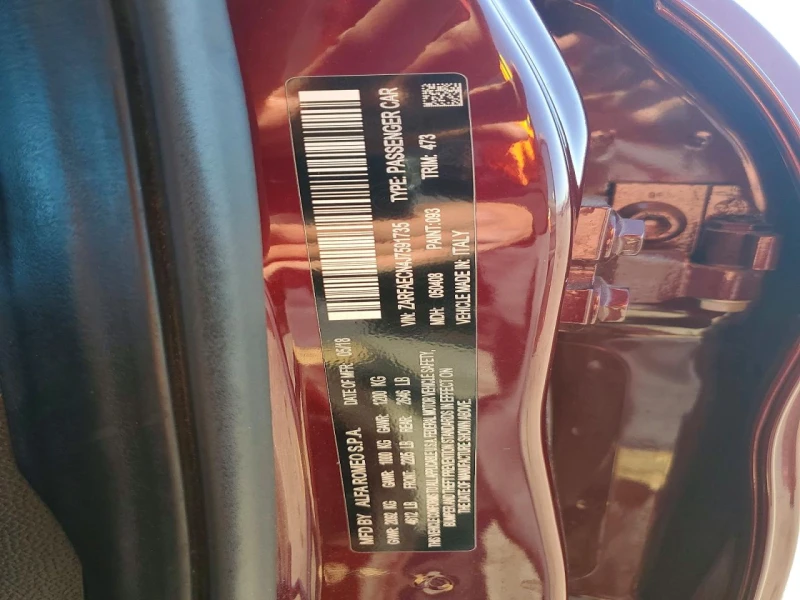 MFD BY ALFA ROMEO S.P.A. DATE OF MFR: 05/18
GVWR: 2092 KG GAWR: 1000 KG GAWR: 1200 KG
4612 LB FRONT: 2205 LB REAR: 2646 LB
THIS VEHICLE CONFORMS TO ALL APPLICABLE U.S.A. FEDERAL MOTOR VEHICLE SAFETY,
BUMPER AND THEFT PREVENTION STANDARDS IN EFFECT ON
THE DATE OF MANUFACTURE SHOWN ABOVE.
VIN: ZARFAECN4J7591735 TYPE: PASSENGER CAR
MDH: 050408 PAINT: 093 TRIM: 473
VEHICLE MADE IN: ITALY